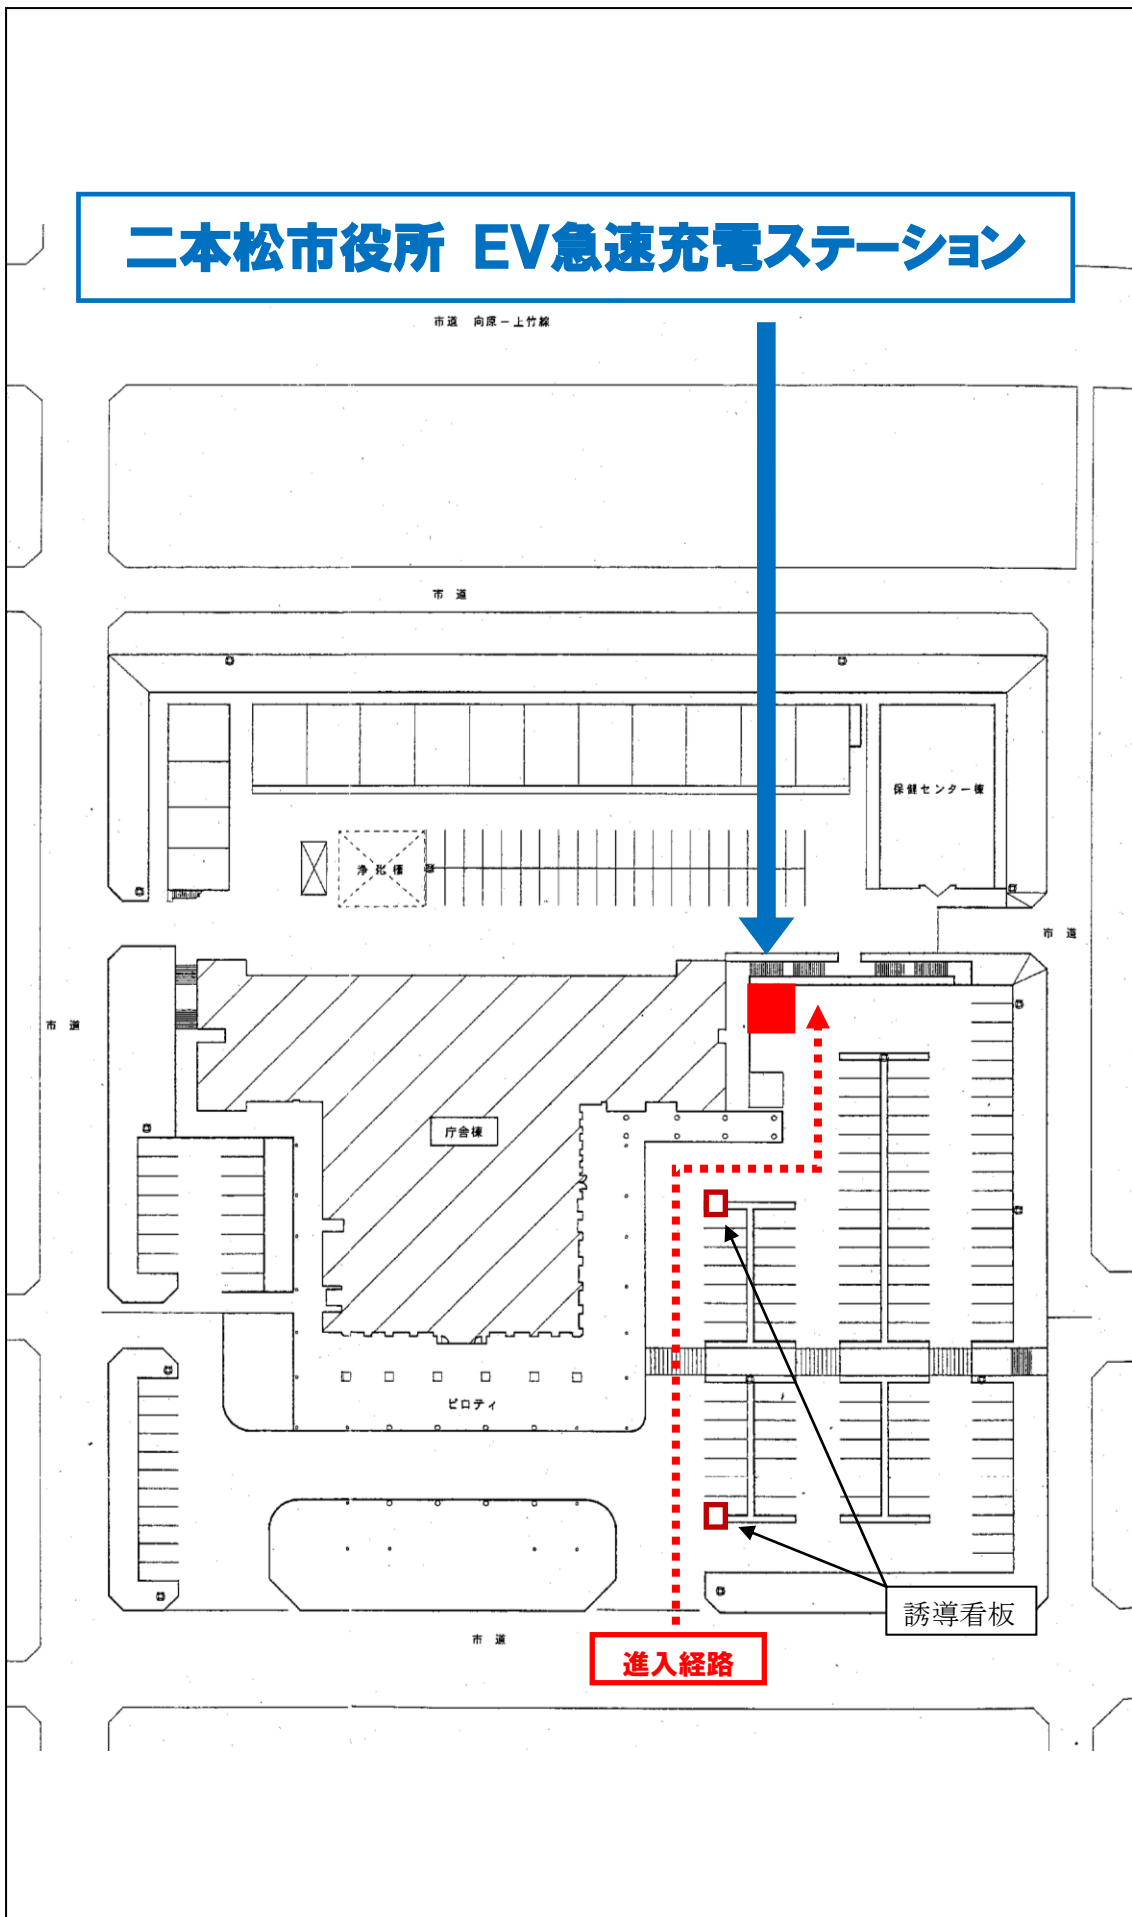 二本松市役所 EV急速充電ステーション
市道 向原－上竹線
市道
保健センター棟
浄化槽
市道
市道
庁舎棟
ピロティ
誘導看板
市道
進入経路